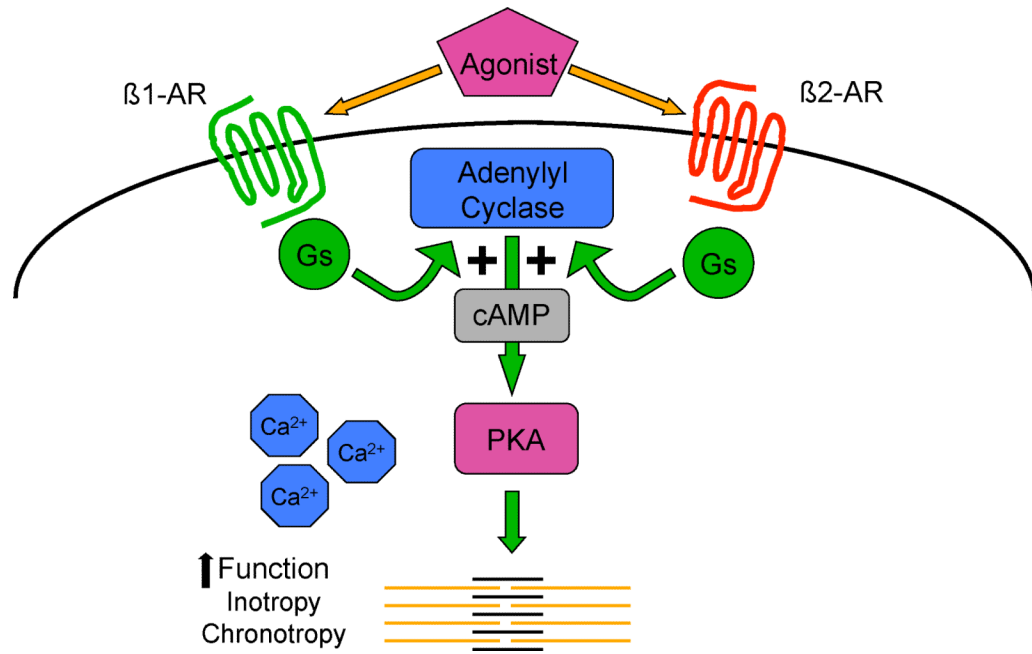 Agonist
ß1-AR
ß2-AR
Adenylyl
Cyclase
Gs
+
+
Gs
cAMP
PKA
Ca²⁺
Ca²⁺
Ca²⁺
Function
Inotropy
Chronotropy